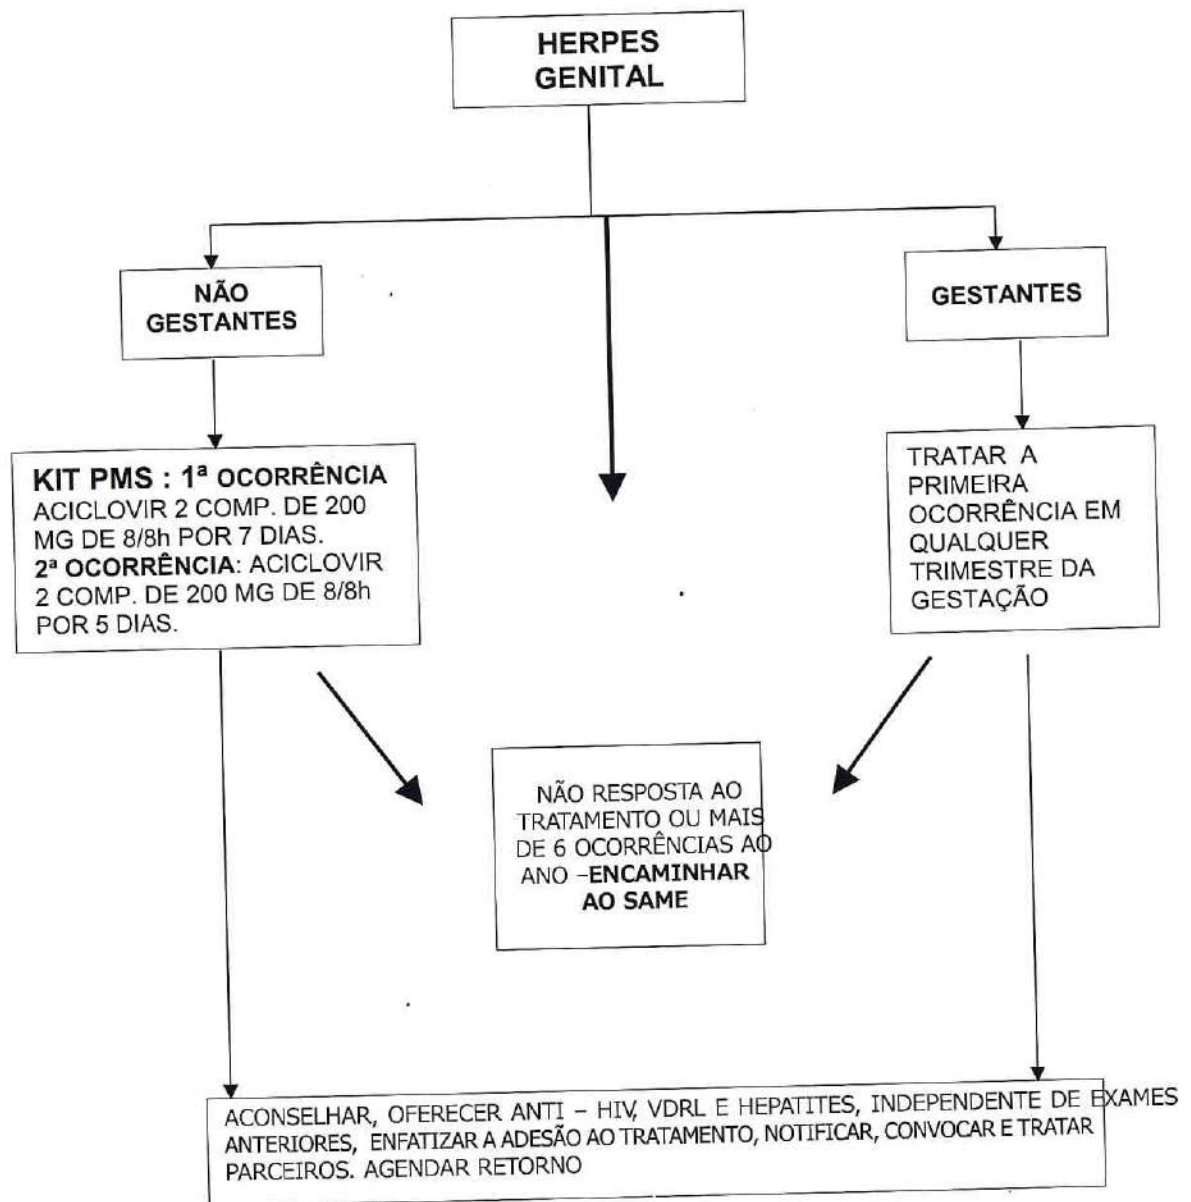 HERPES
GENITAL
NÃO
GESTANTES
GESTANTES
KIT PMS : 1ª OCORRÊNCIA
ACICLOVIR 2 COMP. DE 200
MG DE 8/8h POR 7 DIAS.
2ª OCORRÊNCIA: ACICLOVIR
2 COMP. DE 200 MG DE 8/8h
POR 5 DIAS.
TRATAR A
PRIMEIRA
OCORRÊNCIA EM
QUALQUER
TRIMESTRE DA
GESTAÇÃO
NÃO RESPOSTA AO
TRATAMENTO OU MAIS
DE 6 OCORRÊNCIAS AO
ANO –ENCAMINHAR
AO SAME
ACONSELHAR, OFERECER ANTI – HIV, VDRL E HEPATITES, INDEPENDENTE DE EXAMES
ANTERIORES, ENFATIZAR A ADESÃO AO TRATAMENTO, NOTIFICAR, CONVOCAR E TRATAR
PARCEIROS. AGENDAR RETORNO